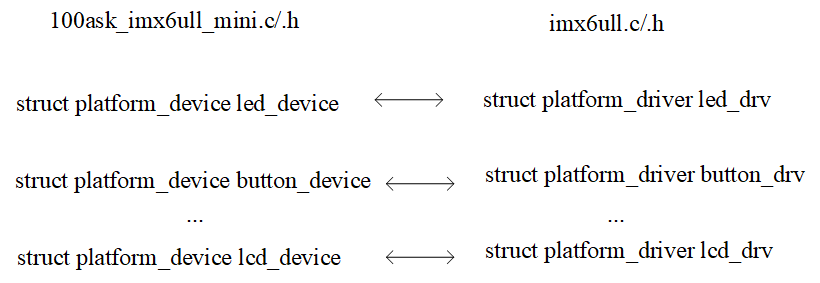 100ask_imx6ull_mini.c/.h imx6ull.c/.h
struct platform_device led_device struct platform_driver led_drv
struct platform_device button_device struct platform_driver button_drv
... ...
struct platform_device lcd_device struct platform_driver lcd_drv